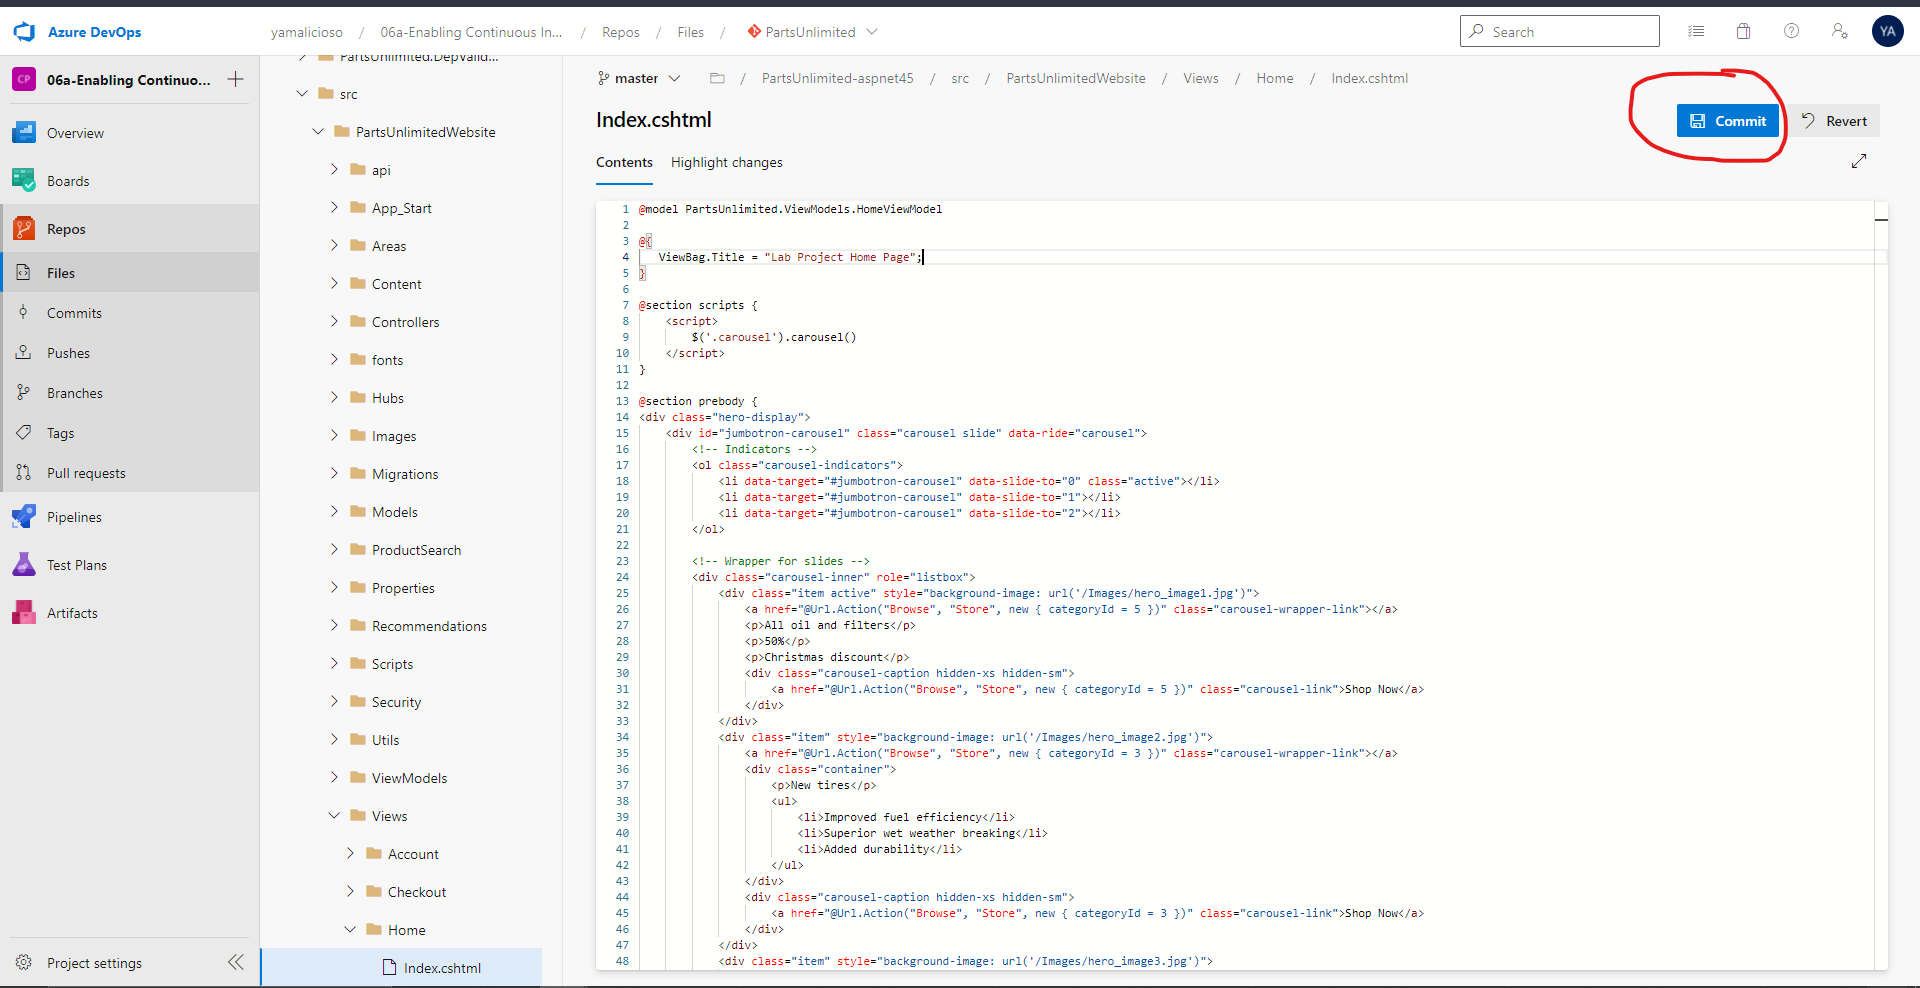 Azure DevOps
yamalicioso / 06a-Enabling Continuous In... / Repos / Files / PartsUnlimited
Search
YA
CP 06a-Enabling Continuo...
Overview
Boards
Repos
Files
Commits
Pushes
Branches
Tags
Pull requests
Pipelines
Test Plans
Artifacts
Project settings
PartsUnlimited.DepValid...
src
PartsUnlimitedWebsite
api
App_Start
Areas
Content
Controllers
fonts
Hubs
Images
Migrations
Models
ProductSearch
Properties
Recommendations
Scripts
Security
Utils
ViewModels
Views
Account
Checkout
Home
Index.cshtml
master / PartsUnlimited-aspnet45 / src / PartsUnlimitedWebsite / Views / Home / Index.cshtml
Index.cshtml
Commit
Revert
Contents Highlight changes
1 @model PartsUnlimited.ViewModels.HomeViewModel
2
3 @{
4 ViewBag.Title = "Lab Project Home Page";
5 }
6
7 @section scripts {
8 <script>
9 $('.carousel').carousel()
10 </script>
11 }
12
13 @section prebody {
14 <div class="hero-display">
15 <div id="jumbotron-carousel" class="carousel slide" data-ride="carousel">
16 <!-- Indicators -->
17 <ol class="carousel-indicators">
18 <li data-target="#jumbotron-carousel" data-slide-to="0" class="active"></li>
19 <li data-target="#jumbotron-carousel" data-slide-to="1"></li>
20 <li data-target="#jumbotron-carousel" data-slide-to="2"></li>
21 </ol>
22
23 <!-- Wrapper for slides -->
24 <div class="carousel-inner" role="listbox">
25 <div class="item active" style="background-image: url('/Images/hero_image1.jpg')">
26 <a href="@Url.Action("Browse", "Store", new { categoryId = 5 })" class="carousel-wrapper-link"></a>
27 <p>All oil and filters</p>
28 <p>50%</p>
29 <p>Christmas discount</p>
30 <div class="carousel-caption hidden-xs hidden-sm">
31 <a href="@Url.Action("Browse", "Store", new { categoryId = 5 })" class="carousel-link">Shop Now</a>
32 </div>
33 </div>
34 <div class="item" style="background-image: url('/Images/hero_image2.jpg')">
35 <a href="@Url.Action("Browse", "Store", new { categoryId = 3 })" class="carousel-wrapper-link"></a>
36 <div class="container">
37 <p>New tires</p>
38 <ul>
39 <li>Improved fuel efficiency</li>
40 <li>Superior wet weather breaking</li>
41 <li>Added durability</li>
42 </ul>
43 </div>
44 <div class="carousel-caption hidden-xs hidden-sm">
45 <a href="@Url.Action("Browse", "Store", new { categoryId = 3 })" class="carousel-link">Shop Now</a>
46 </div>
47 </div>
48 <div class="item" style="background-image: url('/Images/hero_image3.jpg')">